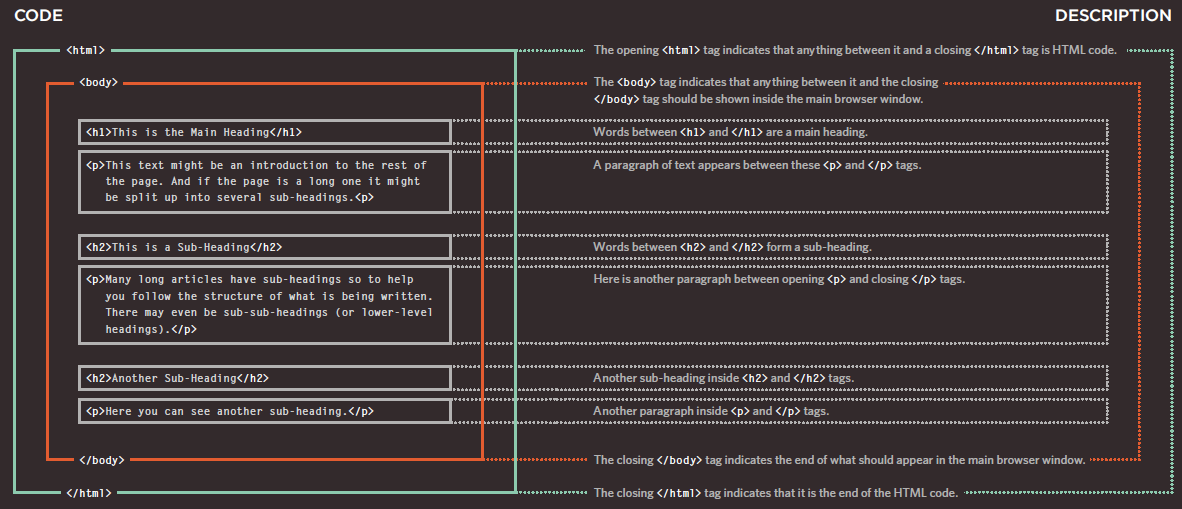 CODE
DESCRIPTION
<html>
The opening <html> tag indicates that anything between it and a closing </html> tag is HTML code.
<body>
The <body> tag indicates that anything between it and the closing
</body> tag should be shown inside the main browser window.
<h1>This is the Main Heading</h1>
Words between <h1> and </h1> are a main heading.
<p>This text might be an introduction to the rest of
the page. And if the page is a long one it might
be split up into several sub-headings.<p>
A paragraph of text appears between these <p> and </p> tags.
<h2>This is a Sub-Heading</h2>
Words between <h2> and </h2> form a sub-heading.
<p>Many long articles have sub-headings so to help
you follow the structure of what is being written.
There may even be sub-sub-headings (or lower-level
headings).</p>
Here is another paragraph between opening <p> and closing </p> tags.
<h2>Another Sub-Heading</h2>
Another sub-heading inside <h2> and </h2> tags.
<p>Here you can see another sub-heading.</p>
Another paragraph inside <p> and </p> tags.
</body>
The closing </body> tag indicates the end of what should appear in the main browser window.
</html>
The closing </html> tag indicates that it is the end of the HTML code.